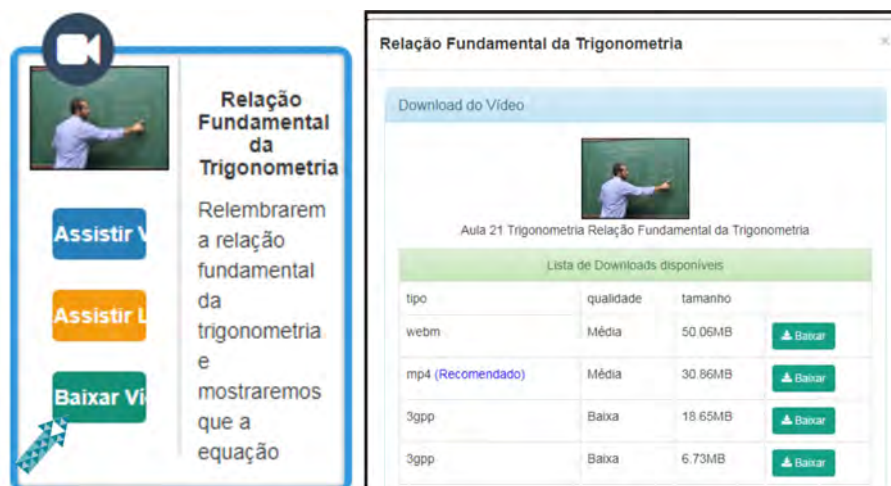 Relação
Fundamental
da
Trigonometria
Relembrarem
a relação
fundamental
da
trigonometria
e
mostraremos
que a
equação
Assistir V
Assistir L
Baixar Ví
Relação Fundamental da Trigonometria
×
Download do Vídeo
Aula 21 Trigonometria Relação Fundamental da Trigonometria
Lista de Downloads disponíveis
tipo qualidade tamanho
webm Média 50.06MB Baixar
mp4 (Recomendado) Média 30.86MB Baixar
3gpp Baixa 18.65MB Baixar
3gpp Baixa 6.73MB Baixar